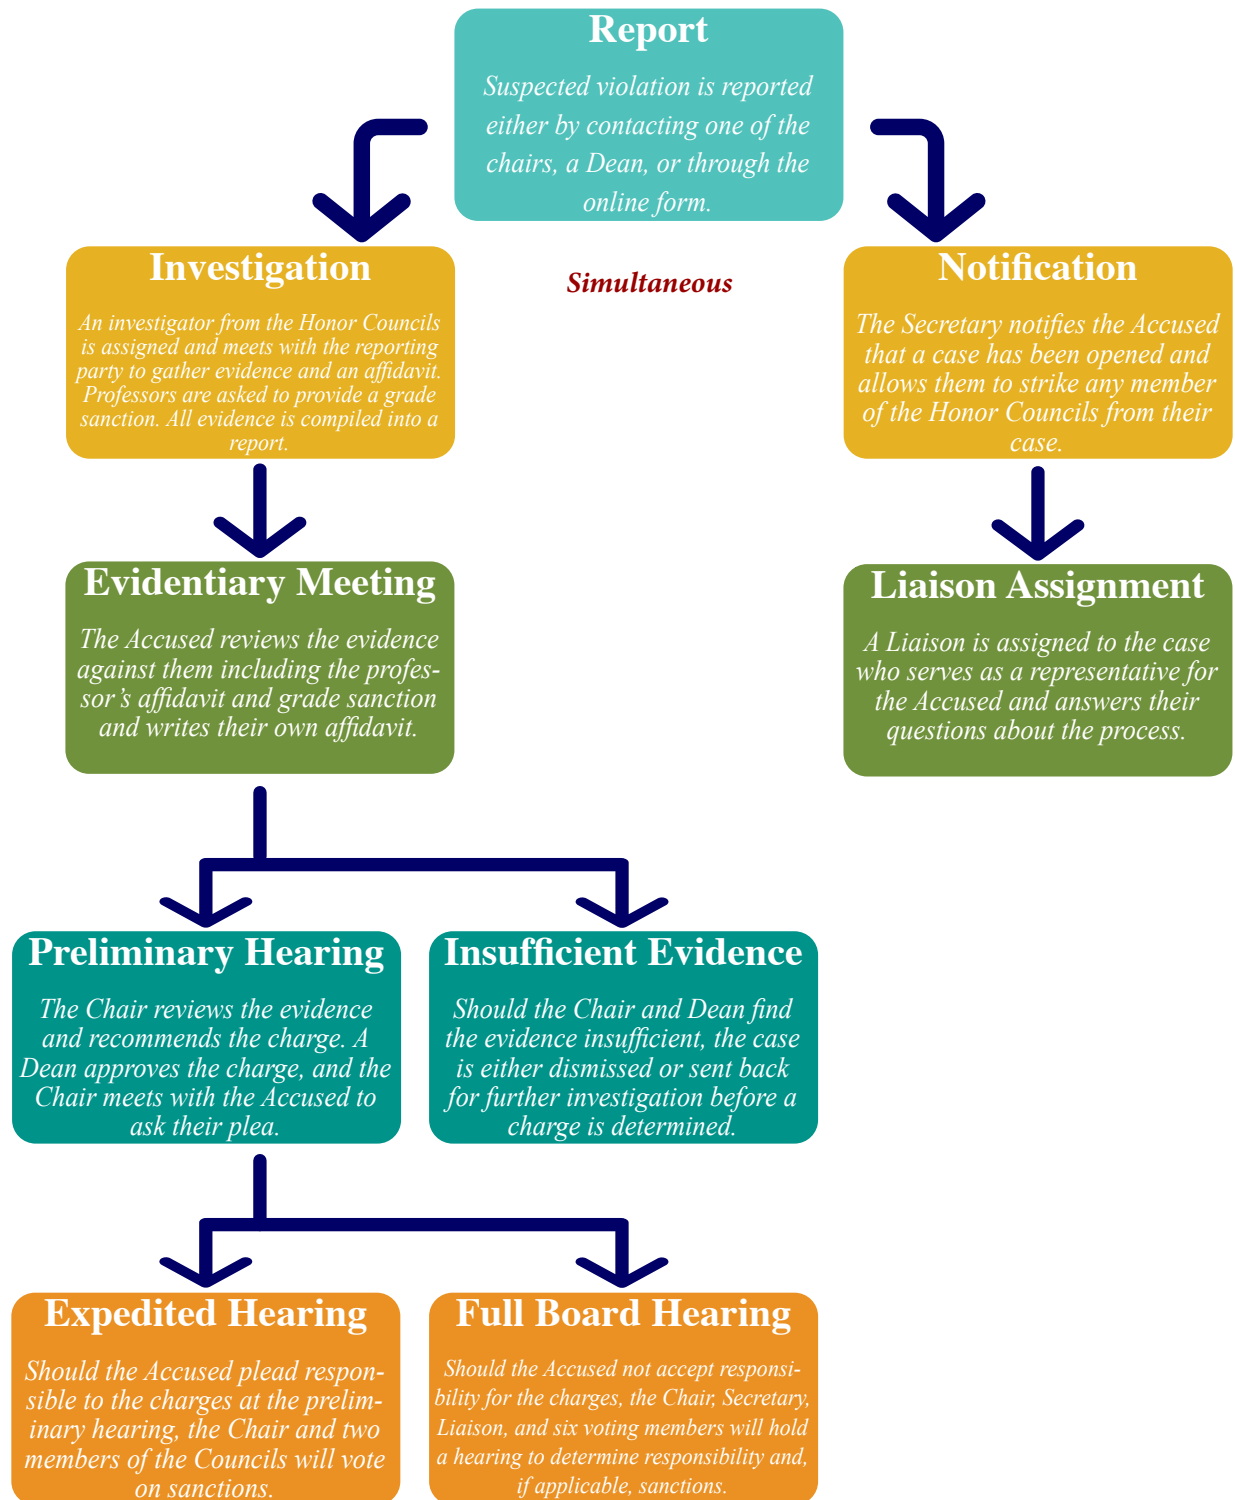 Report
Suspected violation is reported
either by contacting one of the
chairs, a Dean, or through the
online form.
Simultaneous
Investigation
An investigator from the Honor Councils
is assigned and meets with the reporting
party to gather evidence and an affidavit.
Professors are asked to provide a grade
sanction. All evidence is compiled into a
report.
Notification
The Secretary notifies the Accused
that a case has been opened and
allows them to strike any member
of the Honor Councils from their
case.
Evidentiary Meeting
The Accused reviews the evidence
against them including the profes-
sor’s affidavit and grade sanction
and writes their own affidavit.
Liaison Assignment
A Liaison is assigned to the case
who serves as a representative for
the Accused and answers their
questions about the process.
Preliminary Hearing
The Chair reviews the evidence
and recommends the charge. A
Dean approves the charge, and the
Chair meets with the Accused to
ask their plea.
Insufficient Evidence
Should the Chair and Dean find
the evidence insufficient, the case
is either dismissed or sent back
for further investigation before a
charge is determined.
Expedited Hearing
Should the Accused plead respon-
sible to the charges at the prelim-
inary hearing, the Chair and two
members of the Councils will vote
on sanctions.
Full Board Hearing
Should the Accused not accept responsi-
bility for the charges, the Chair, Secretary,
Liaison, and six voting members will hold
a hearing to determine responsibility and,
if applicable, sanctions.